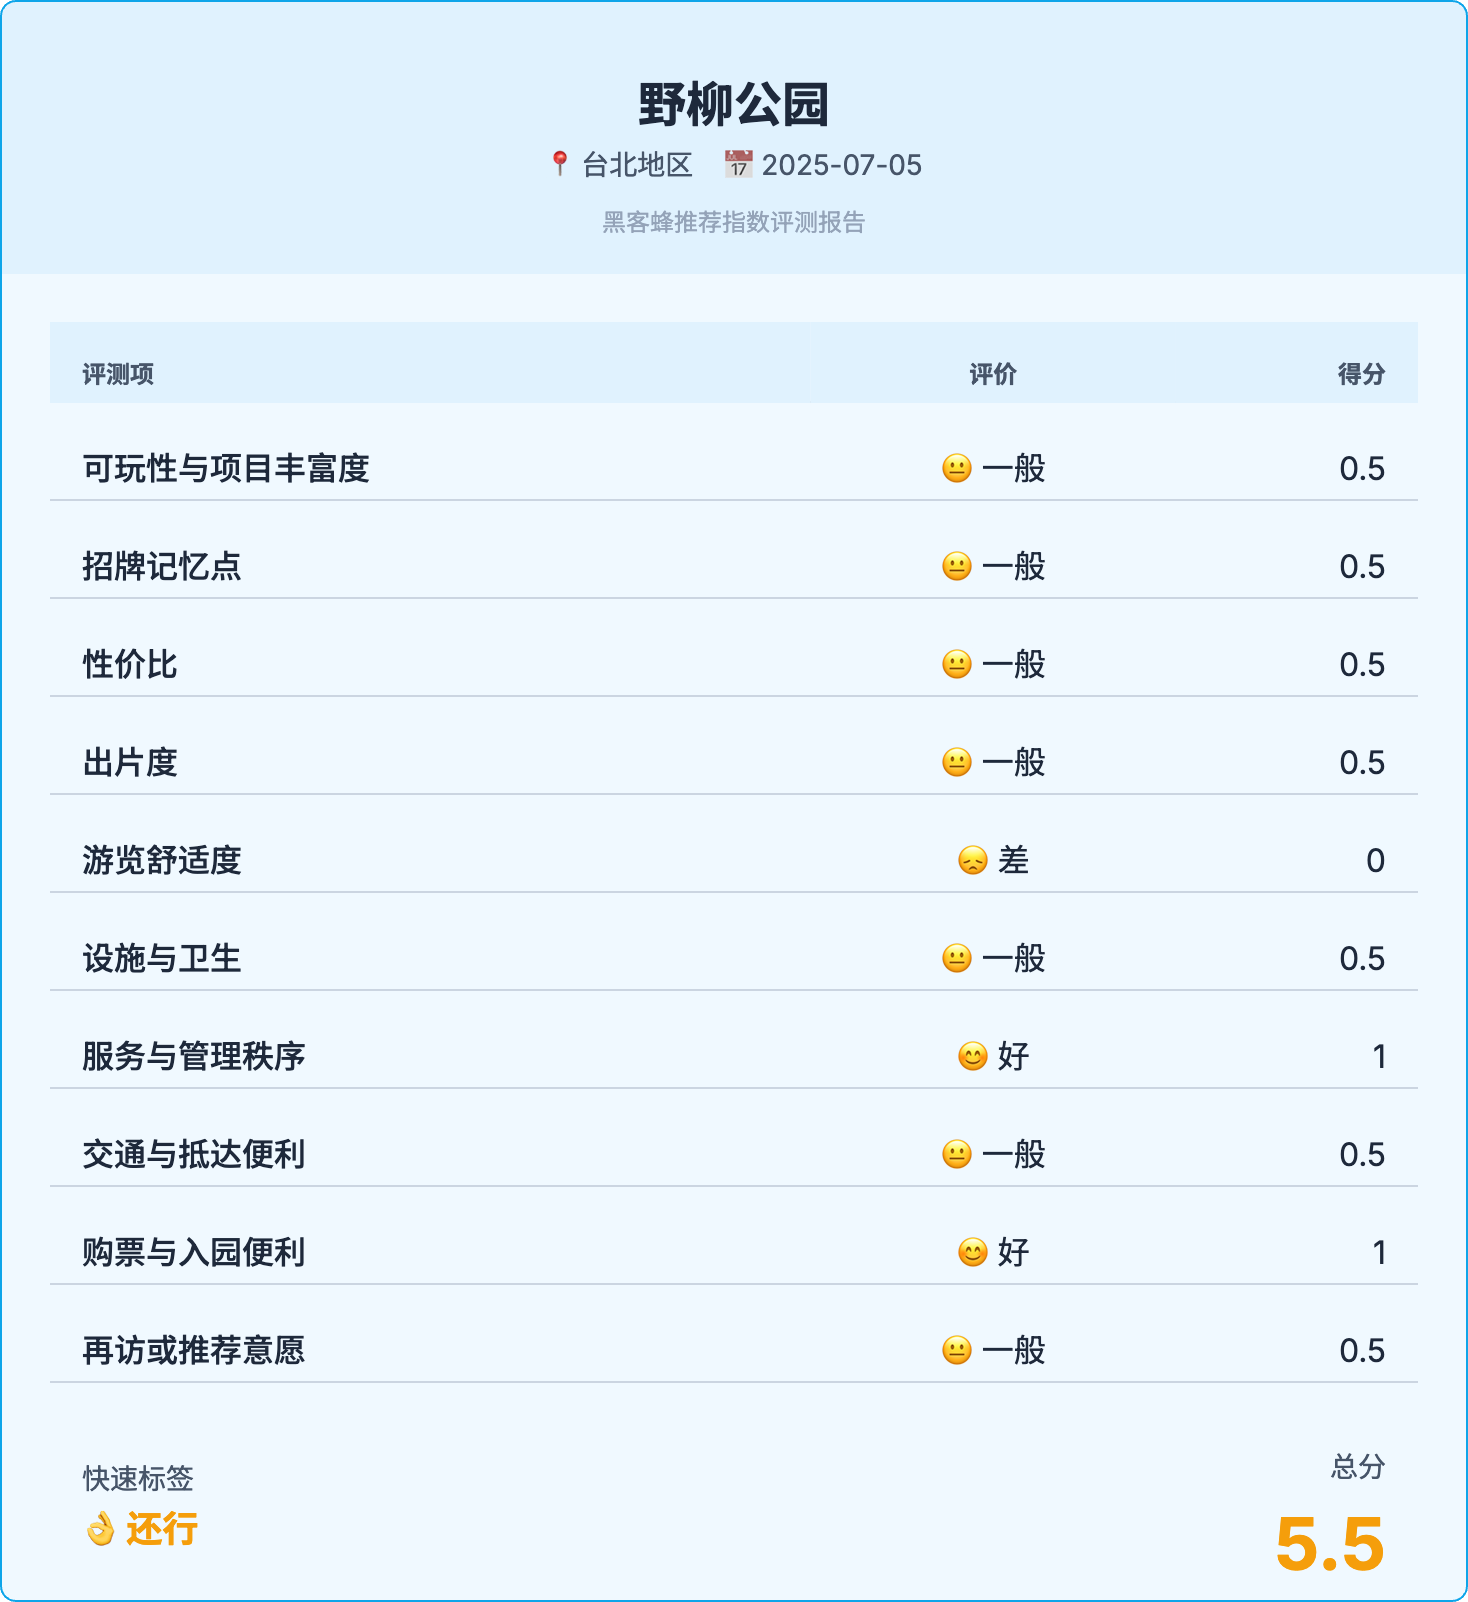 野柳公园
📍 台北地区 📅 2025-07-05
黑客蜂推荐指数评测报告
评测项 评价 得分
可玩性与项目丰富度 😐 一般 0.5
招牌记忆点 😐 一般 0.5
性价比 😐 一般 0.5
出片度 😐 一般 0.5
游览舒适度 😞 差 0
设施与卫生 😐 一般 0.5
服务与管理秩序 😊 好 1
交通与抵达便利 😐 一般 0.5
购票与入园便利 😊 好 1
再访或推荐意愿 😐 一般 0.5
快速标签 总分
👌 还行 5.5